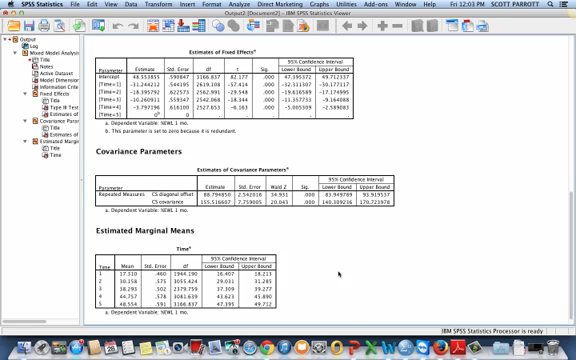 SPSS Statistics File Edit View Data Transform Insert Format Analyze Direct Marketing Graphs Utilities Add-ons Window Help Fri 12:03 PM SCOTT PARROTT
Output2 [Document2] - IBM SPSS Statistics Viewer
Output
Log
Mixed Model Analysis
Title
Notes
Active Dataset
Model Dimension
Information Criteria
Fixed Effects
Title
Type III Test
Estimates of
Covariance Param
Title
Estimates of
Estimated Margin
Title
Time
Estimates of Fixed Effectsa
95% Confidence Interval
Parameter Estimate Std. Error df t Sig. Lower Bound Upper Bound
Intercept 48.553855 .590847 3166.837 82.177 .000 47.395372 49.712337
[Time=1] -31.244212 .544195 2619.108 -57.414 .000 -32.311307 -30.177117
[Time=2] -18.395792 .622573 2562.991 -29.548 .000 -19.616589 -17.174995
[Time=3] -10.260911 .559357 2542.068 -18.344 .000 -11.357733 -9.164088
[Time=4] -3.797196 .616100 2527.653 -6.163 .000 -5.005309 -2.589083
[Time=5] 0b 0 . . . . .
a. Dependent Variable: NEWL 1 mo.
b. This parameter is set to zero because it is redundant.
Covariance Parameters
Estimates of Covariance Parametersa
95% Confidence Interval
Parameter Estimate Std. Error Wald Z Sig. Lower Bound Upper Bound
Repeated Measures CS diagonal offset 88.794850 2.542016 34.931 .000 83.949789 93.919537
CS covariance 155.516607 7.759005 20.043 .000 140.309236 170.723978
a. Dependent Variable: NEWL 1 mo.
Estimated Marginal Means
Timea
95% Confidence Interval
Time Mean Std. Error df Lower Bound Upper Bound
1 17.310 .460 1944.190 16.407 18.213
2 30.158 .575 3055.424 29.031 31.285
3 38.293 .502 2379.759 37.309 39.277
4 44.757 .578 3081.639 43.623 45.890
5 48.554 .591 3166.837 47.395 49.712
a. Dependent Variable: NEWL 1 mo.
IBM SPSS Statistics Processor is ready